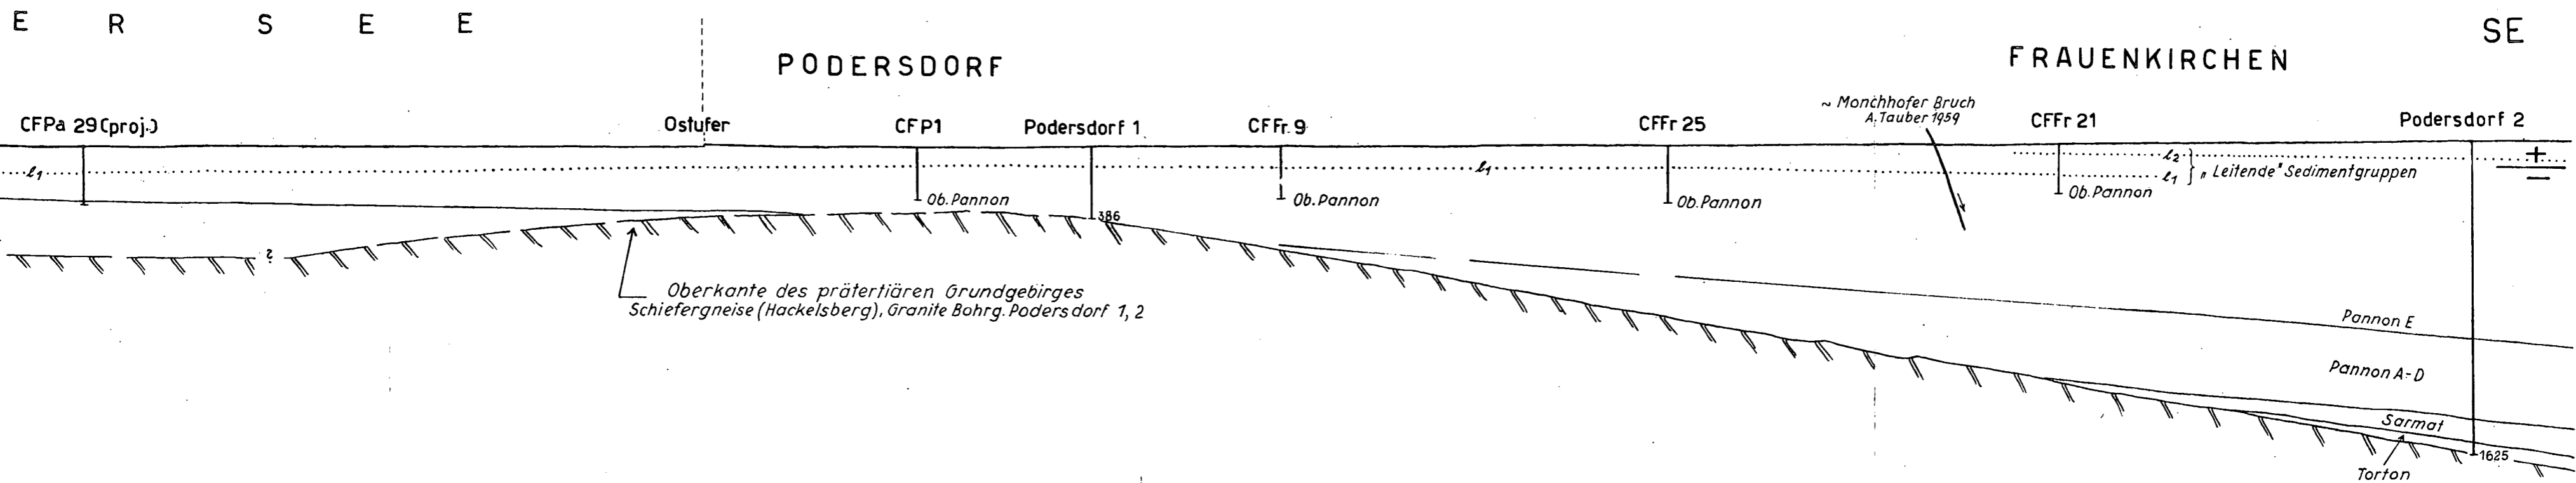 E R S E E
SE
PODERSDORF
FRAUENKIRCHEN
~ Monchhofer Bruch
A. Tauber 1959
CFPa 29 (proj.)
Ostufer
CFP1
Podersdorf 1
CFFr. 9
CFFr 25
CFFr 21
Podersdorf 2
+
−
l1
l1
l2
l1
} „Leitende" Sedimentgruppen
Ob. Pannon
Ob. Pannon
Ob. Pannon
Ob. Pannon
386
?
Oberkante des prätertiären Grundgebirges
Schiefergneise (Hackelsberg), Granite Bohrg. Podersdorf 1, 2
Pannon E
Pannon A-D
Sarmat
1625
Torton